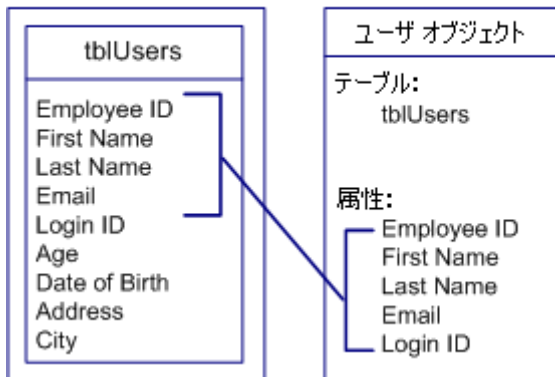 tblUsers
Employee ID
First Name
Last Name
Email
Login ID
Age
Date of Birth
Address
City
ユーザ オブジェクト
テーブル:
tblUsers
属性:
Employee ID
First Name
Last Name
Email
Login ID